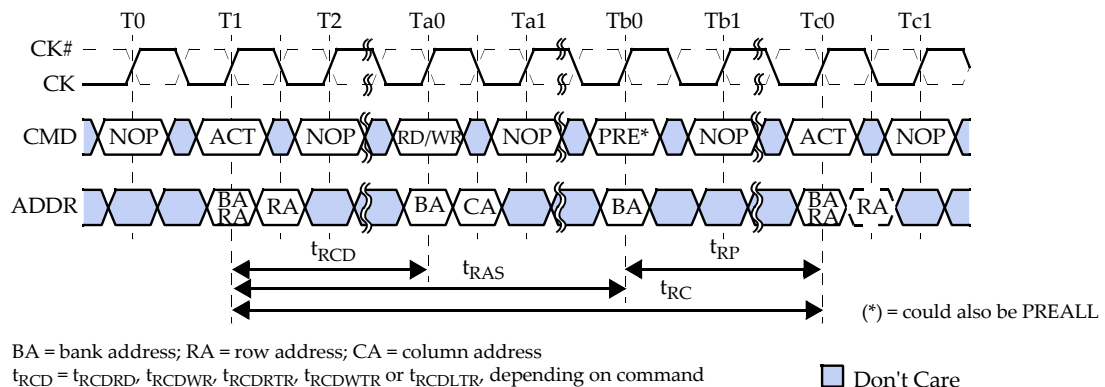 T0 T1 T2 Ta0 Ta1 Tb0 Tb1 Tc0 Tc1
CK#
CK
CMD NOP ACT NOP RD/WR NOP PRE* NOP ACT NOP
ADDR BA RA RA BA CA BA BA RA RA
tRCD
tRAS
tRP
tRC
(*) = could also be PREALL
BA = bank address; RA = row address; CA = column address
tRCD = tRCDRD, tRCDWR, tRCDRTR, tRCDWTR or tRCDLTR, depending on command
Don't Care